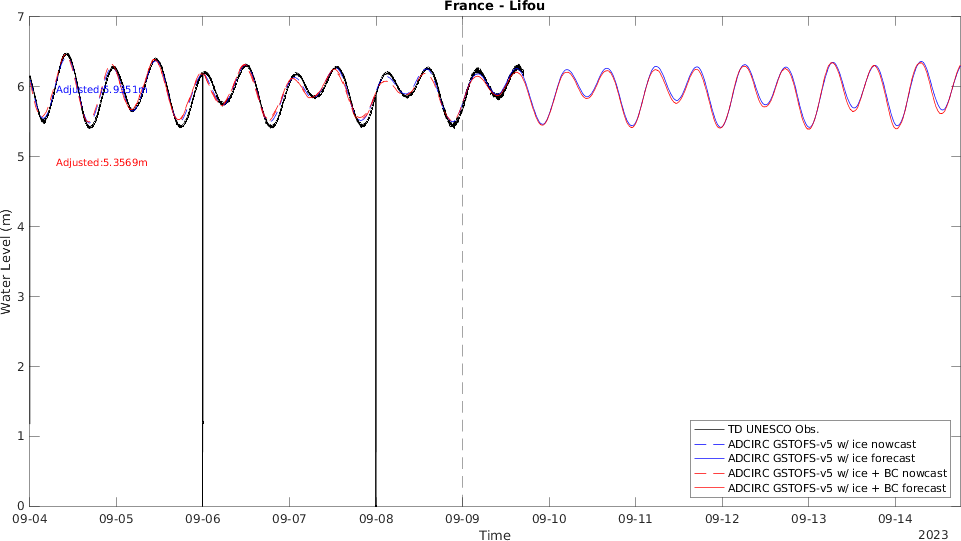 France - Lifou
7
6
5
4
3
2
1
0
Water Level (m)
Adjusted:5.9351m
Adjusted:5.3569m
TD UNESCO Obs.
ADCIRC GSTOFS-v5 w/ ice nowcast
ADCIRC GSTOFS-v5 w/ ice forecast
ADCIRC GSTOFS-v5 w/ ice + BC nowcast
ADCIRC GSTOFS-v5 w/ ice + BC forecast
09-04 09-05 09-06 09-07 09-08 09-09 09-10 09-11 09-12 09-13 09-14
Time
2023